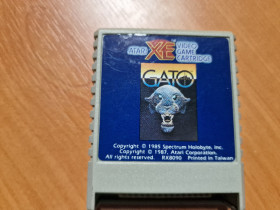 ATARI XE VIDEO
GAME
CARTRIDGE
GATO
Copyright © 1985 Spectrum Holobyte, Inc.
Copyright © 1987, Atari Corporation.
All rights reserved. RX8090 Printed in Taiwan